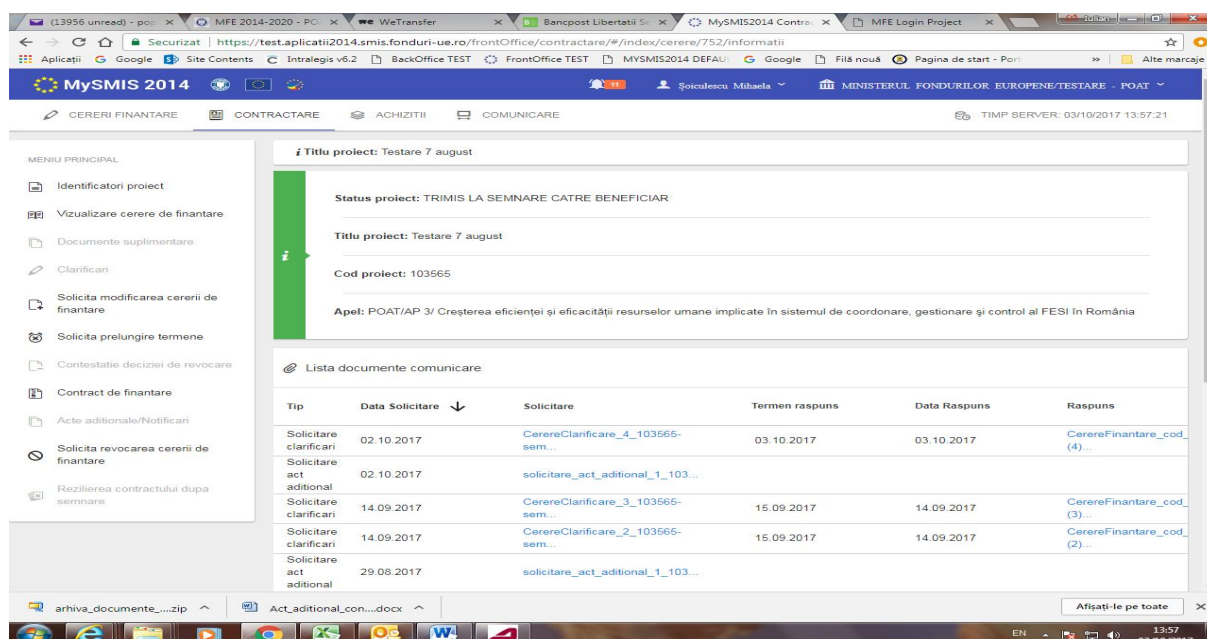 (13956 unread) - pop
MFE 2014-2020 - PO
WeTransfer
Bancpost Libertatii S
MySMIS2014 Contra
MFE Login Project
Iulian
Securizat | https://test.aplicatii2014.smis.fonduri-ue.ro/frontOffice/contractare/#/index/cerere/752/informatii
Aplicații Google Site Contents Intralegis v6.2 BackOffice TEST FrontOffice TEST MYSMIS2014 DEFAU Google Filă nouă Pagina de start - Port » Alte marcaje
MySMIS 2014 11 Șoiculescu Mihaela MINISTERUL FONDURILOR EUROPENE/TESTARE - POAT
CERERI FINANTARE CONTRACTARE ACHIZITII COMUNICARE TIMP SERVER: 03/10/2017 13:57:21
MENIU PRINCIPAL
Identificatori proiect
Vizualizare cerere de finantare
Documente suplimentare
Clarificari
Solicita modificarea cererii de
finantare
Solicita prelungire termene
Contestatie deciziei de revocare
Contract de finantare
Acte aditionale/Notificari
Solicita revocarea cererii de
finantare
Rezilierea contractului dupa
semnare
i Titlu proiect: Testare 7 august
Status proiect: TRIMIS LA SEMNARE CATRE BENEFICIAR
Titlu proiect: Testare 7 august
i
Cod proiect: 103565
Apel: POAT/AP 3/ Creșterea eficienței și eficacității resurselor umane implicate în sistemul de coordonare, gestionare și control al FESI în România
Lista documente comunicare
Tip Data Solicitare Solicitare Termen raspuns Data Raspuns Raspuns
Solicitare
clarificari 02.10.2017 CerereClarificare_4_103565-
sem... 03.10.2017 03.10.2017 CerereFinantare_cod_
(4)...
Solicitare
act
aditional 02.10.2017 solicitare_act_aditional_1_103...
Solicitare
clarificari 14.09.2017 CerereClarificare_3_103565-
sem... 15.09.2017 14.09.2017 CerereFinantare_cod_
(3)...
Solicitare
clarificari 14.09.2017 CerereClarificare_2_103565-
sem... 15.09.2017 14.09.2017 CerereFinantare_cod_
(2)...
Solicitare
act
aditional 29.08.2017 solicitare_act_aditional_1_103...
arhiva_documente_....zip Act_aditional_con....docx Afișați-le pe toate
EN 13:57